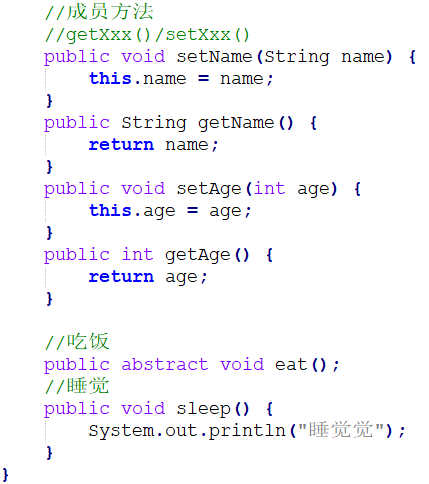 //成员方法
//getXxx()/setXxx()
public void setName(String name) {
this.name = name;
}
public String getName() {
return name;
}
public void setAge(int age) {
this.age = age;
}
public int getAge() {
return age;
}
//吃饭
public abstract void eat();
//睡觉
public void sleep() {
System.out.println("睡觉觉");
}
}